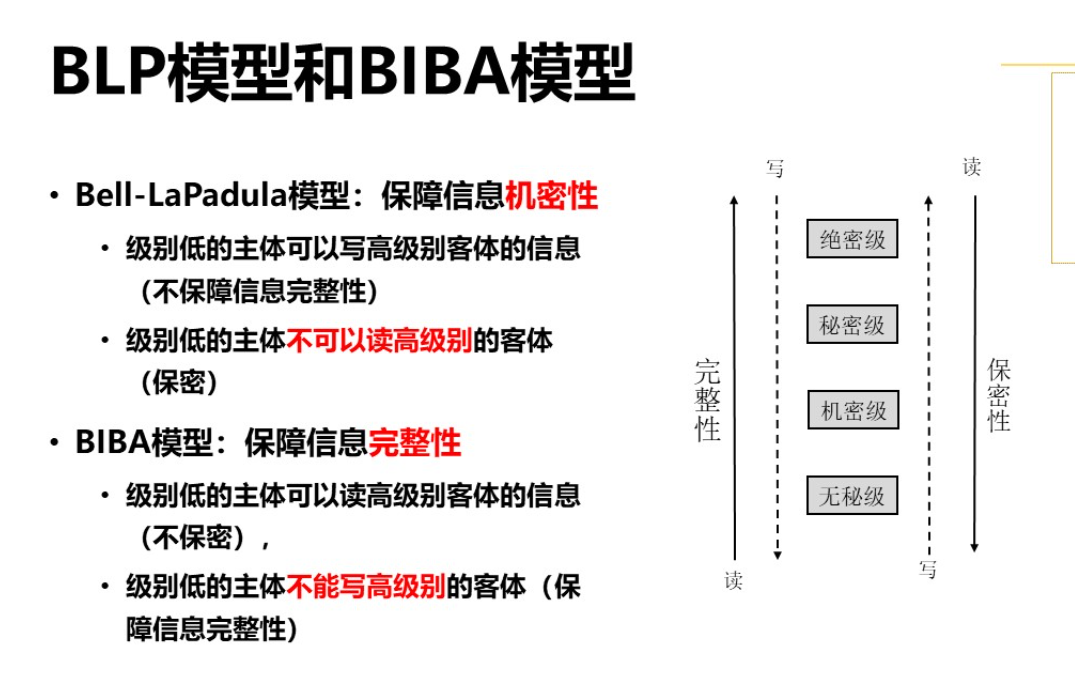 BLP模型和BIBA模型
• Bell-LaPadula模型：保障信息机密性
• 级别低的主体可以写高级别客体的信息
（不保障信息完整性）
• 级别低的主体不可以读高级别的客体
（保密）
• BIBA模型：保障信息完整性
• 级别低的主体可以读高级别客体的信息
（不保密），
• 级别低的主体不能写高级别的客体（保
障信息完整性）
写
读
绝密级
秘密级
完整性
保密性
机密级
无秘级
读
写